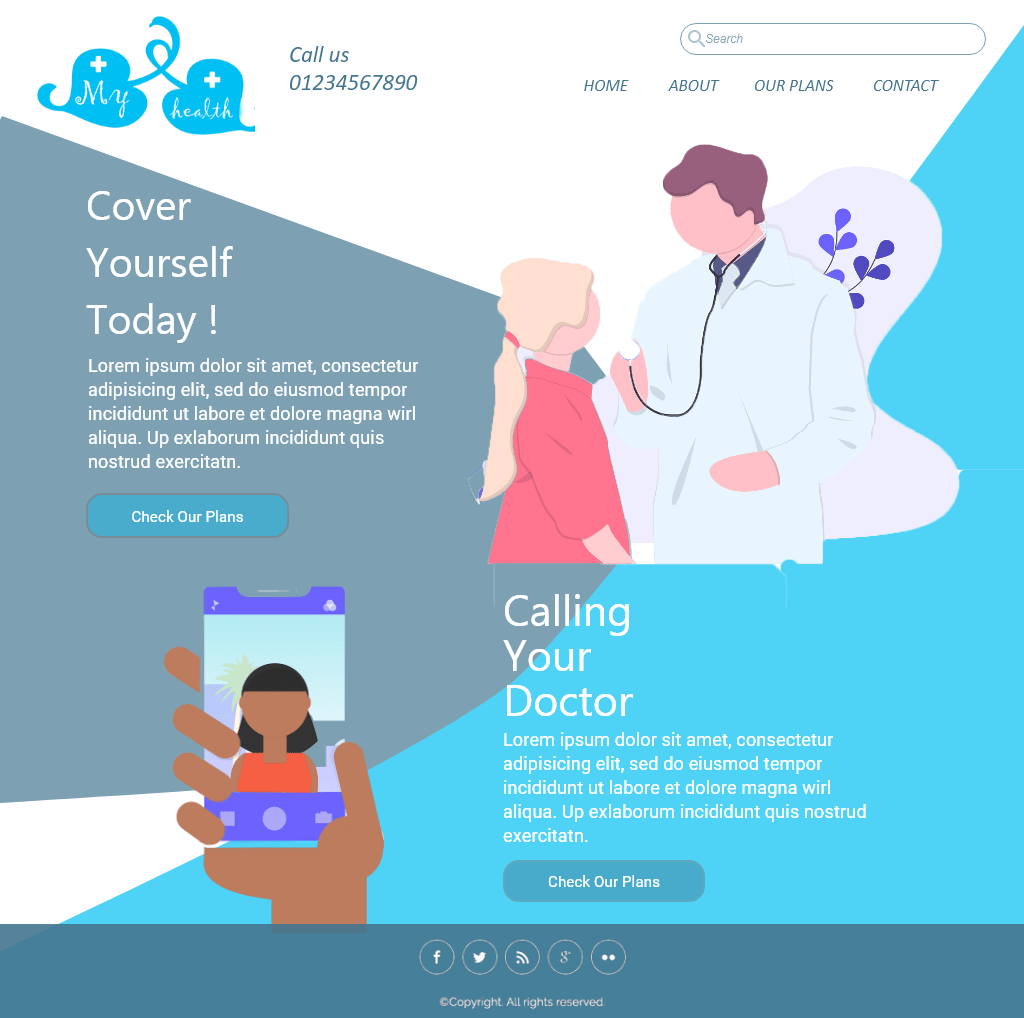 My
health
Call us
01234567890
Search
HOME ABOUT OUR PLANS CONTACT
Cover
Yourself
Today !
Lorem ipsum dolor sit amet, consectetur
adipisicing elit, sed do eiusmod tempor
incididunt ut labore et dolore magna wirl
aliqua. Up exlaborum incididunt quis
nostrud exercitatn.
Check Our Plans
Calling
Your
Doctor
Lorem ipsum dolor sit amet, consectetur
adipisicing elit, sed do eiusmod tempor
incididunt ut labore et dolore magna wirl
aliqua. Up exlaborum incididunt quis nostrud
exercitatn.
Check Our Plans
©Copyright. All rights reserved.